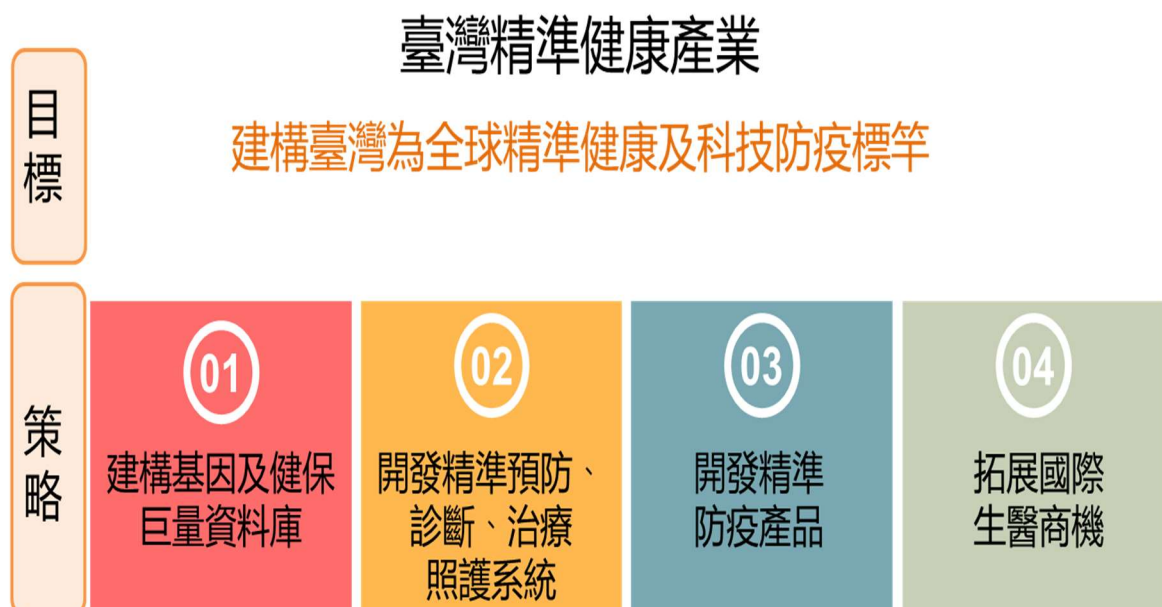 臺灣精準健康產業
目標
建構臺灣為全球精準健康及科技防疫標竿
策略
01
建構基因及健保
巨量資料庫
02
開發精準預防、
診斷、治療
照護系統
03
開發精準
防疫產品
04
拓展國際
生醫商機